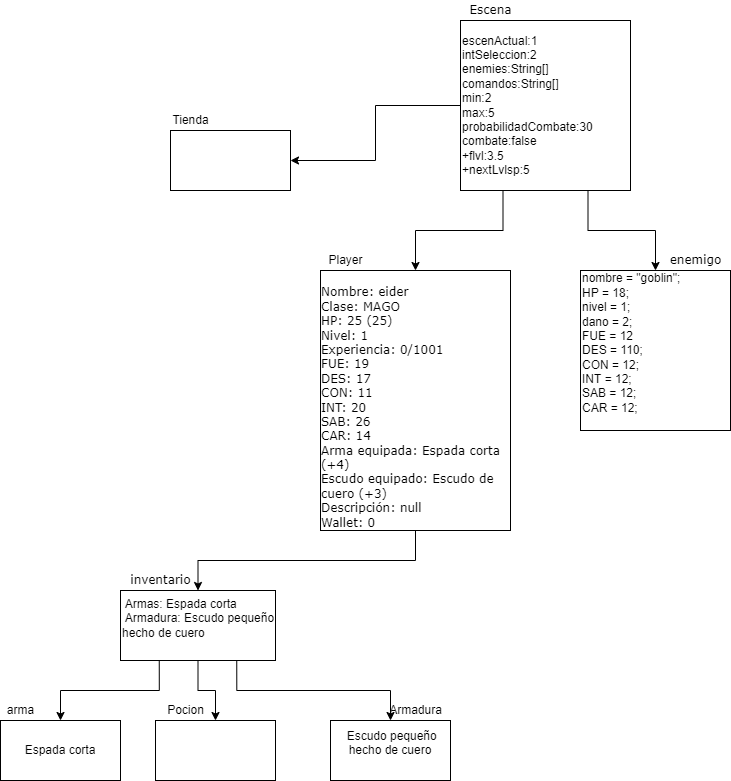 Escena
escenActual:1
intSeleccion:2
enemies:String[]
comandos:String[]
min:2
max:5
probabilidadCombate:30
combate:false
+flvl:3.5
+nextLvlsp:5
Tienda
Player
Nombre: eider
Clase: MAGO
HP: 25 (25)
Nivel: 1
Experiencia: 0/1001
FUE: 19
DES: 17
CON: 11
INT: 20
SAB: 26
CAR: 14
Arma equipada: Espada corta
(+4)
Escudo equipado: Escudo de
cuero (+3)
Descripción: null
Wallet: 0
enemigo
nombre = "goblin";
HP = 18;
nivel = 1;
dano = 2;
FUE = 12
DES = 110;
CON = 12;
INT = 12;
SAB = 12;
CAR = 12;
inventario
Armas: Espada corta
Armadura: Escudo pequeño
hecho de cuero
arma
Espada corta
Pocion
Armadura
Escudo pequeño
hecho de cuero